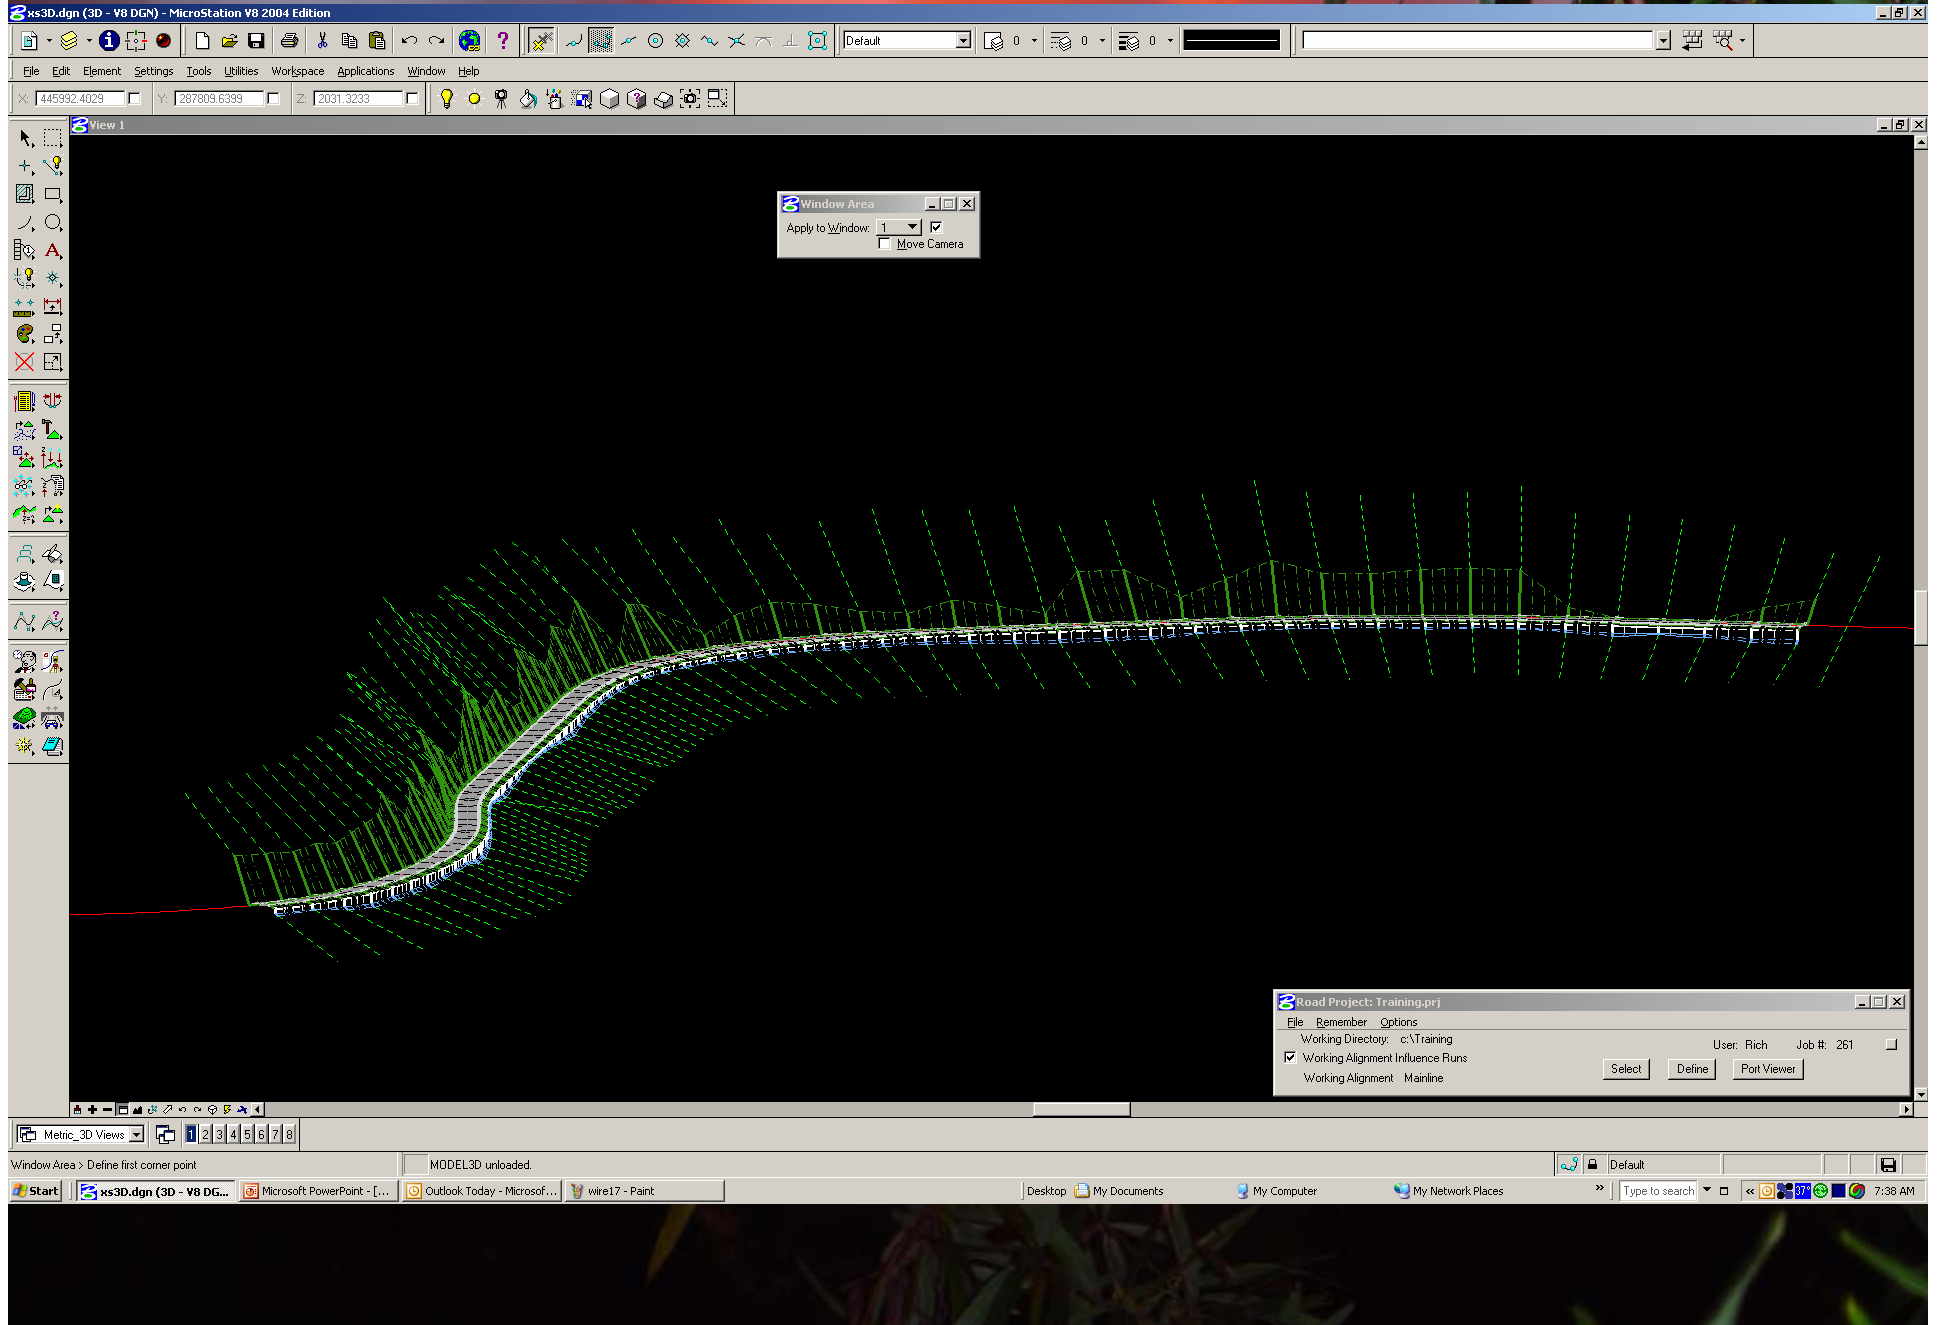 xs3D.dgn (3D - V8 DGN) - MicroStation V8 2004 Edition
Default 0 0 0
File Edit Element Settings Tools Utilities Workspace Applications Window Help
X: 445992.4029 Y: 287809.6399 Z: 2031.3233
View 1
Window Area
Apply to Window: 1
Move Camera
Road Project: Training.prj
File Remember Options
Working Directory: c:\Training
User: Rich Job #: 261
Working Alignment Influence Runs
Select Define Port Viewer
Working Alignment Mainline
Metric_3D Views 1 2 3 4 5 6 7 8
Window Area > Define first corner point MODEL3D unloaded. Default
Start xs3D.dgn (3D - V8 DG... Microsoft PowerPoint - [... Outlook Today - Microsof... wire17 - Paint Desktop My Documents My Computer My Network Places » Type to search « 37° 7:38 AM